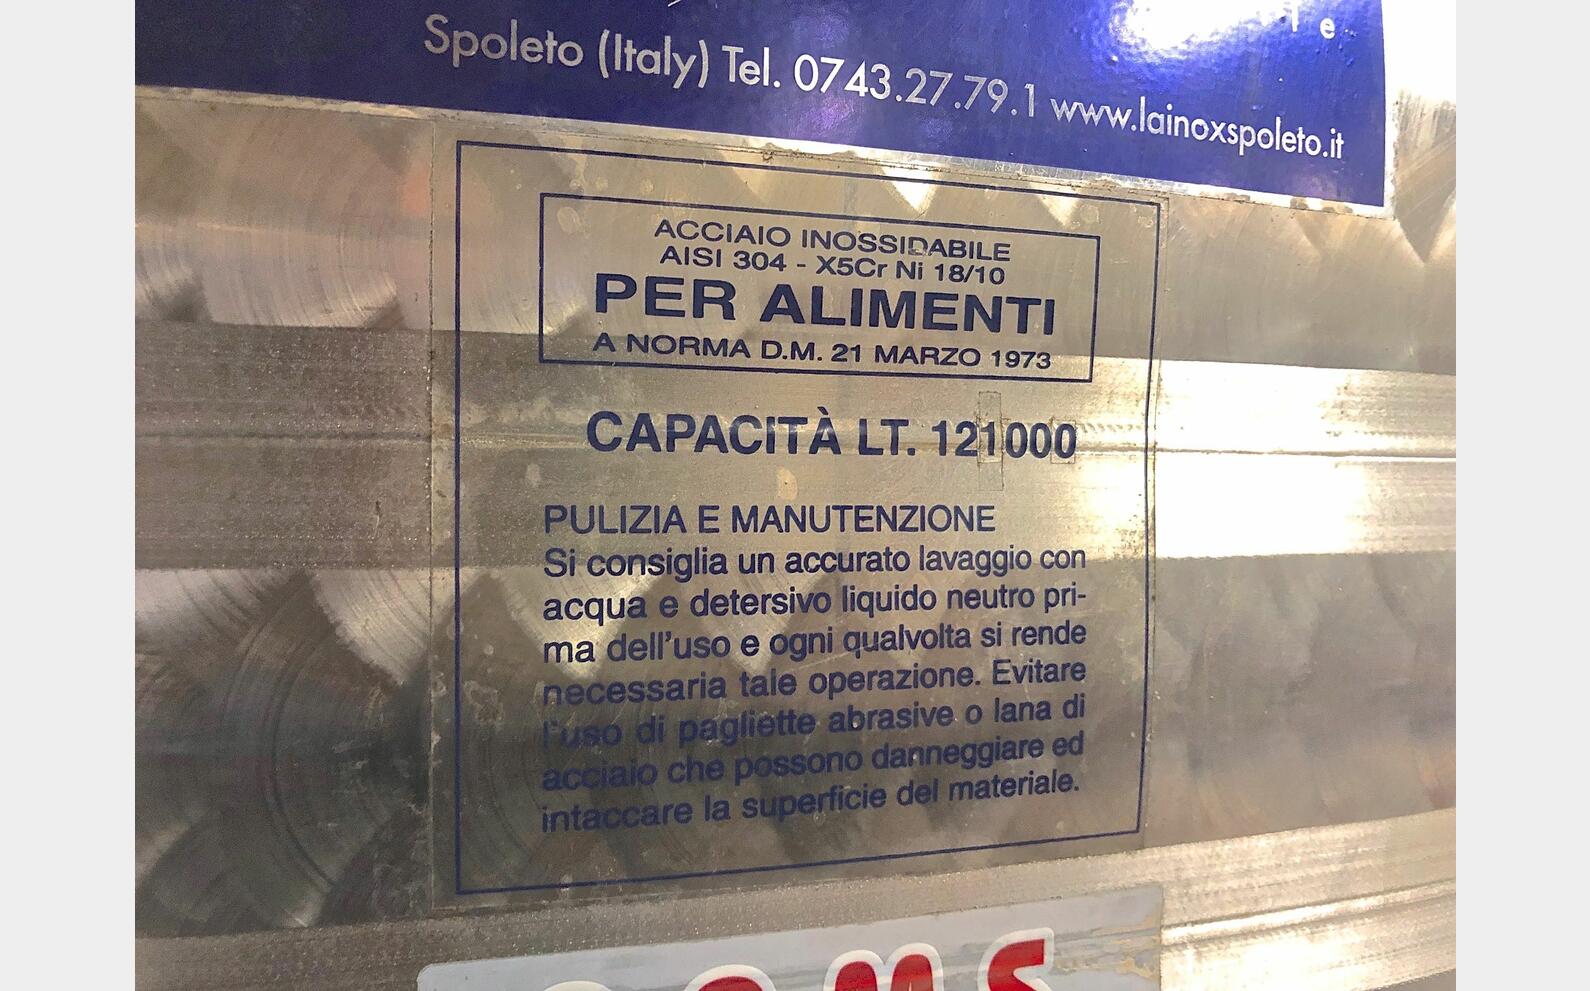 Spoleto (Italy) Tel. 0743.27.79.1 www.lainoxspoleto.it
ACCIAIO INOSSIDABILE
AISI 304 - X5Cr Ni 18/10
PER ALIMENTI
A NORMA D.M. 21 MARZO 1973
CAPACITÀ LT. 121000
PULIZIA E MANUTENZIONE
Si consiglia un accurato lavaggio con
acqua e detersivo liquido neutro pri-
ma dell'uso e ogni qualvolta si rende
necessaria tale operazione. Evitare
l'uso di pagliette abrasive o lana di
acciaio che possono danneggiare ed
intaccare la superficie del materiale.